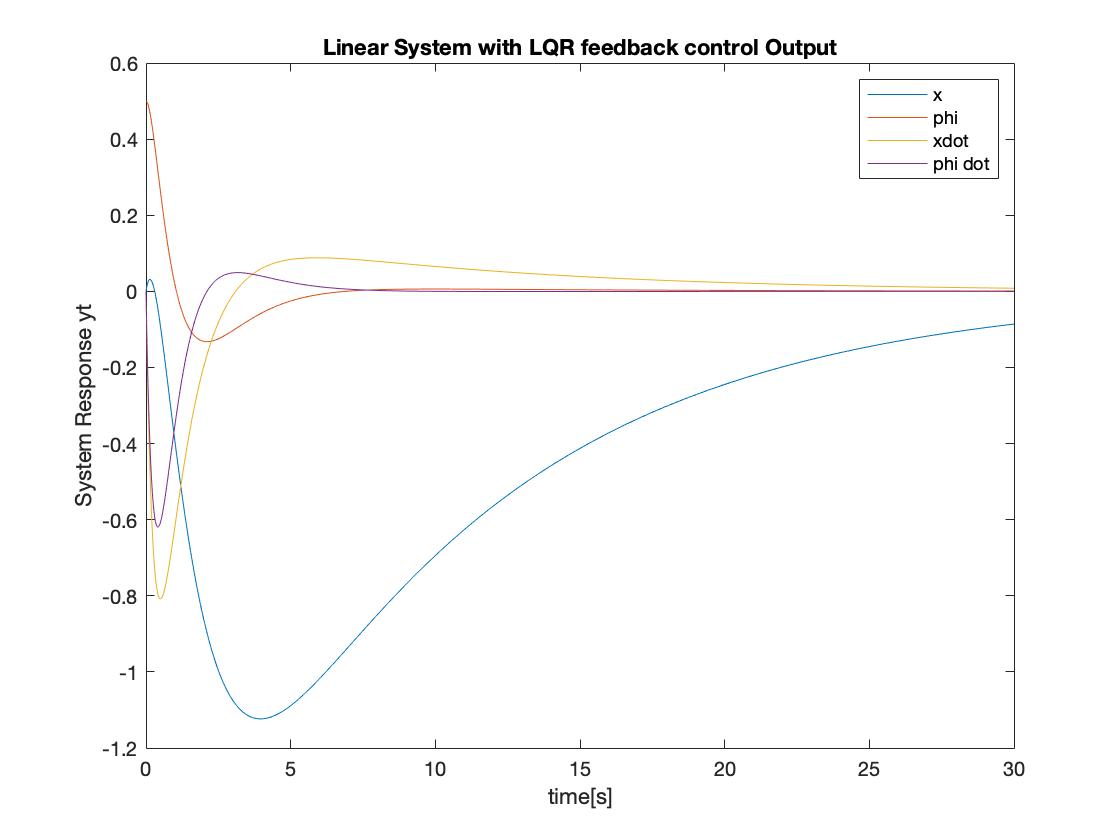 Linear System with LQR feedback control Output
0.6
0.4
0.2
0
-0.2
-0.4
-0.6
-0.8
-1
-1.2
System Response yt
x
phi
xdot
phi dot
0 5 10 15 20 25 30
time[s]